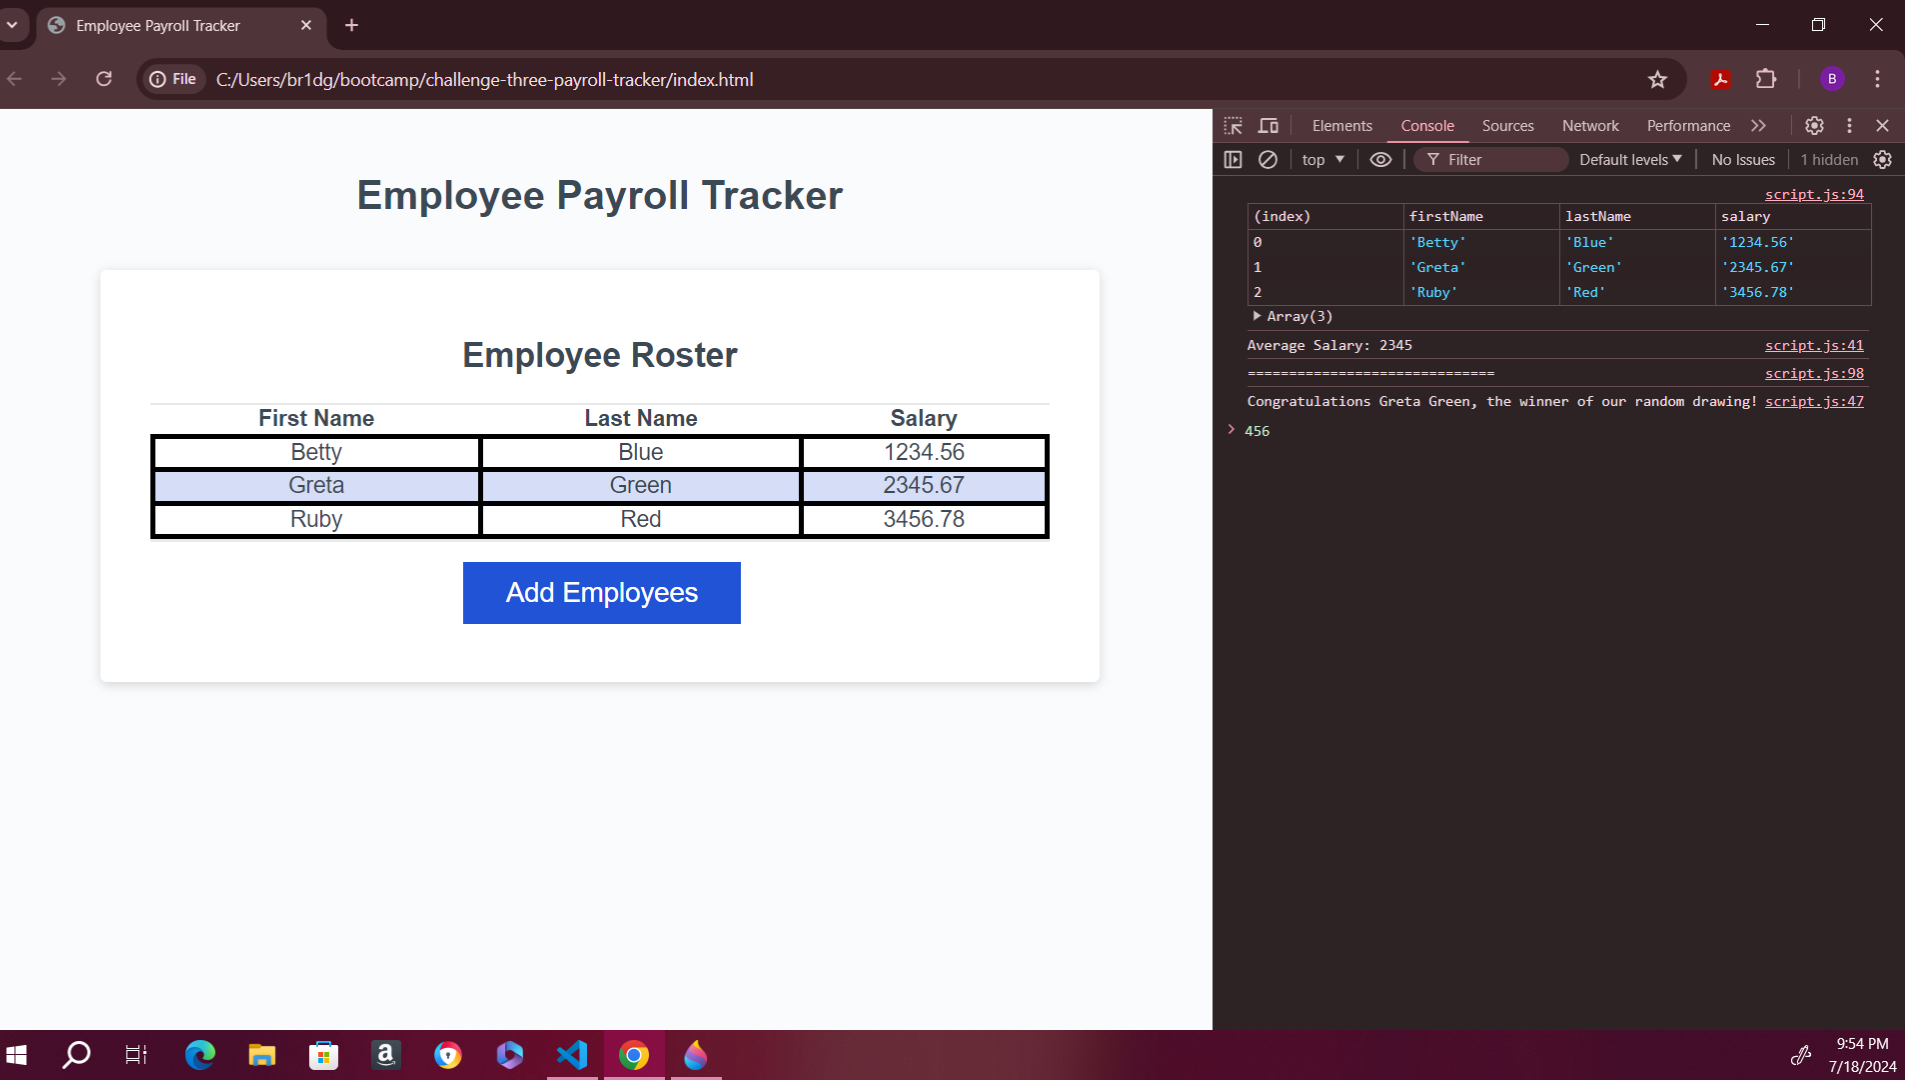 Employee Payroll Tracker
File C:/Users/br1dg/bootcamp/challenge-three-payroll-tracker/index.html
B
Employee Payroll Tracker
Employee Roster
First Name Last Name Salary
Betty Blue 1234.56
Greta Green 2345.67
Ruby Red 3456.78
Add Employees
Elements Console Sources Network Performance
top Filter Default levels No Issues 1 hidden
script.js:94
(index) firstName lastName salary
0 'Betty' 'Blue' '1234.56'
1 'Greta' 'Green' '2345.67'
2 'Ruby' 'Red' '3456.78'
Array(3)
Average Salary: 2345 script.js:41
============================== script.js:98
Congratulations Greta Green, the winner of our random drawing! script.js:47
> 456
a
9:54 PM
7/18/2024